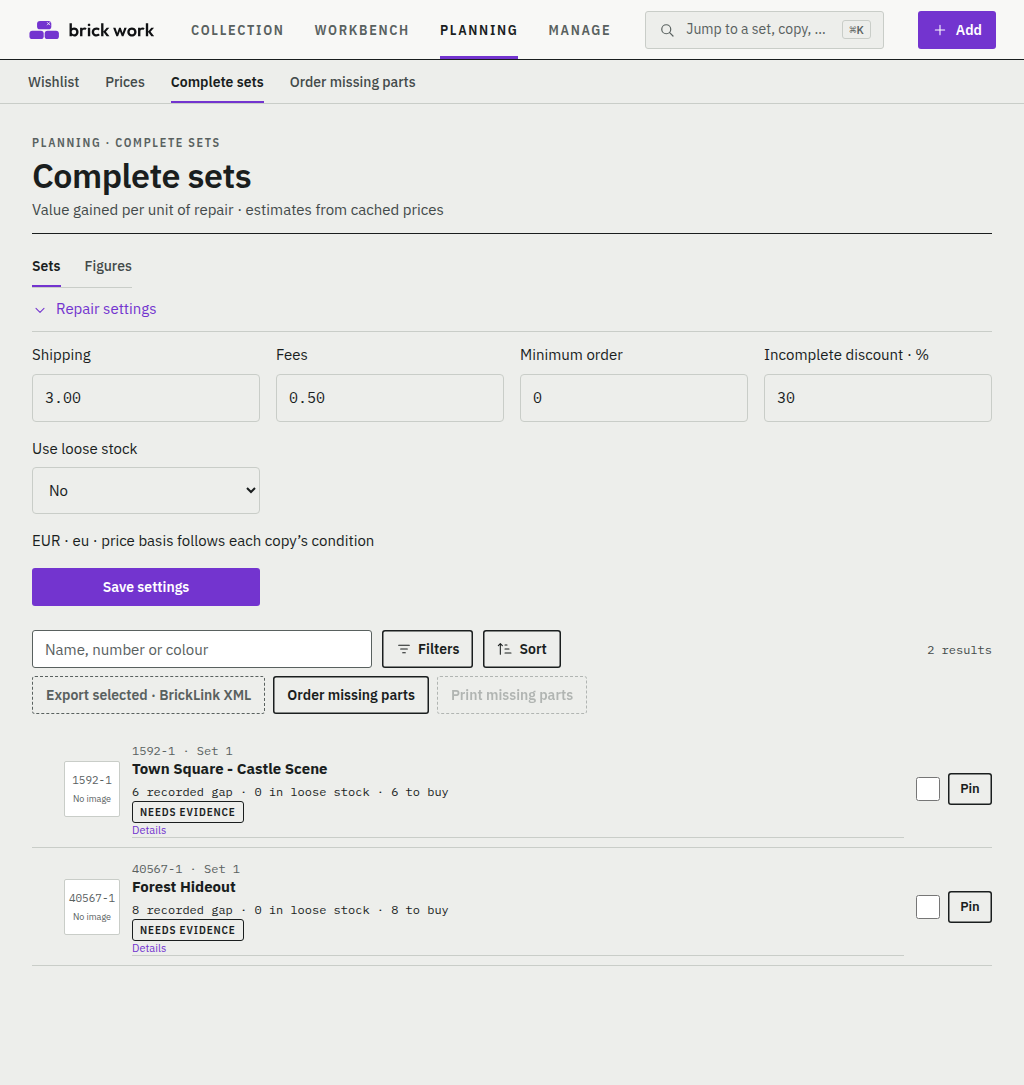 brick work
COLLECTION
WORKBENCH
PLANNING
MANAGE
Jump to a set, copy, ...
⌘K
Add
Wishlist
Prices
Complete sets
Order missing parts
PLANNING · COMPLETE SETS
Complete sets
Value gained per unit of repair · estimates from cached prices
Sets
Figures
Repair settings
Shipping
Fees
Minimum order
Incomplete discount · %
3.00
0.50
0
30
Use loose stock
No
EUR · eu · price basis follows each copy’s condition
Save settings
Name, number or colour
Filters
Sort
2 results
Export selected · BrickLink XML
Order missing parts
Print missing parts
1592-1
No image
1592-1 · Set 1
Town Square - Castle Scene
6 recorded gap · 0 in loose stock · 6 to buy
NEEDS EVIDENCE
Details
Pin
40567-1
No image
40567-1 · Set 1
Forest Hideout
8 recorded gap · 0 in loose stock · 8 to buy
NEEDS EVIDENCE
Details
Pin